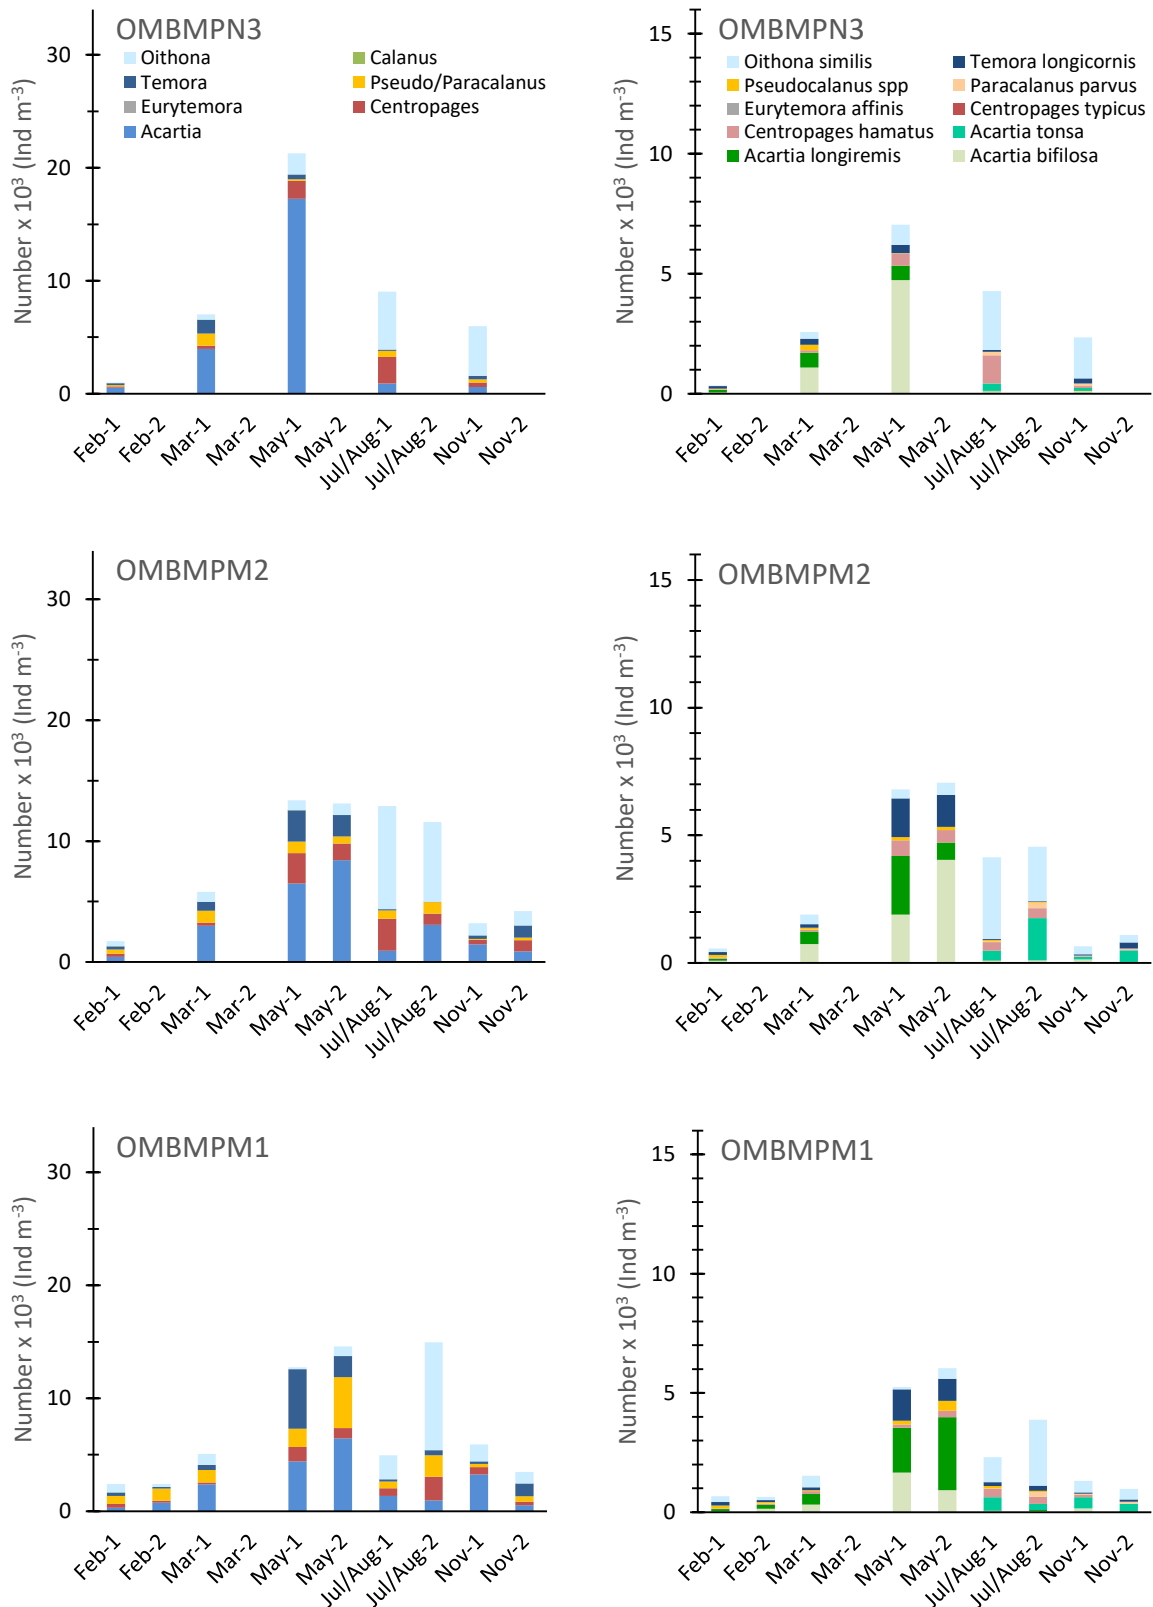 OMBMPN3
30
20
10
0
Number x 10³ (Ind m⁻³)
Oithona
Calanus
Temora
Pseudo/Paracalanus
Eurytemora
Centropages
Acartia
Feb-1
Feb-2
Mar-1
Mar-2
May-1
May-2
Jul/Aug-1
Jul/Aug-2
Nov-1
Nov-2
OMBMPN3
15
10
5
0
Number x 10³ (Ind m⁻³)
Oithona similis
Temora longicornis
Pseudocalanus spp
Paracalanus parvus
Eurytemora affinis
Centropages typicus
Centropages hamatus
Acartia tonsa
Acartia longiremis
Acartia bifilosa
Feb-1
Feb-2
Mar-1
Mar-2
May-1
May-2
Jul/Aug-1
Jul/Aug-2
Nov-1
Nov-2
OMBMPM2
30
20
10
0
Number x 10³ (Ind m⁻³)
Feb-1
Feb-2
Mar-1
Mar-2
May-1
May-2
Jul/Aug-1
Jul/Aug-2
Nov-1
Nov-2
OMBMPM2
15
10
5
0
Number x 10³ (Ind m⁻³)
Feb-1
Feb-2
Mar-1
Mar-2
May-1
May-2
Jul/Aug-1
Jul/Aug-2
Nov-1
Nov-2
OMBMPM1
30
20
10
0
Number x 10³ (Ind m⁻³)
Feb-1
Feb-2
Mar-1
Mar-2
May-1
May-2
Jul/Aug-1
Jul/Aug-2
Nov-1
Nov-2
OMBMPM1
15
10
5
0
Number x 10³ (Ind m⁻³)
Feb-1
Feb-2
Mar-1
Mar-2
May-1
May-2
Jul/Aug-1
Jul/Aug-2
Nov-1
Nov-2